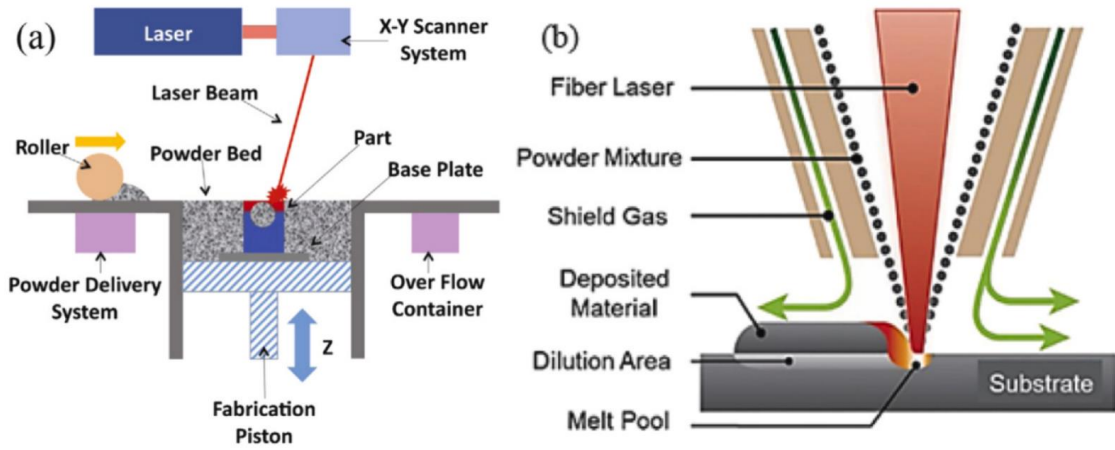 (a)
Laser
X-Y Scanner
System
Laser Beam
Roller
Powder Bed
Part
Base Plate
Powder Delivery
System
Over Flow
Container
Z
Fabrication
Piston
(b)
Fiber Laser
Powder Mixture
Shield Gas
Deposited
Material
Dilution Area
Melt Pool
Substrate